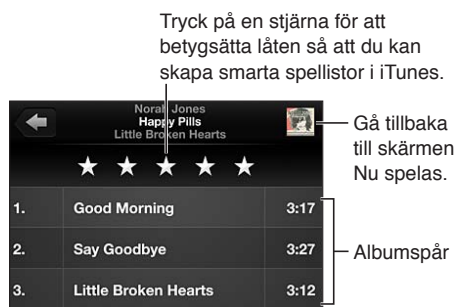 Tryck på en stjärna för att
betygsätta låten så att du kan
skapa smarta spellistor i iTunes.
Norah Jones
Happy Pills
Little Broken Hearts
Gå tillbaka
till skärmen
Nu spelas.
1. Good Morning 3:17
2. Say Goodbye 3:27
Albumspår
3. Little Broken Hearts 3:12